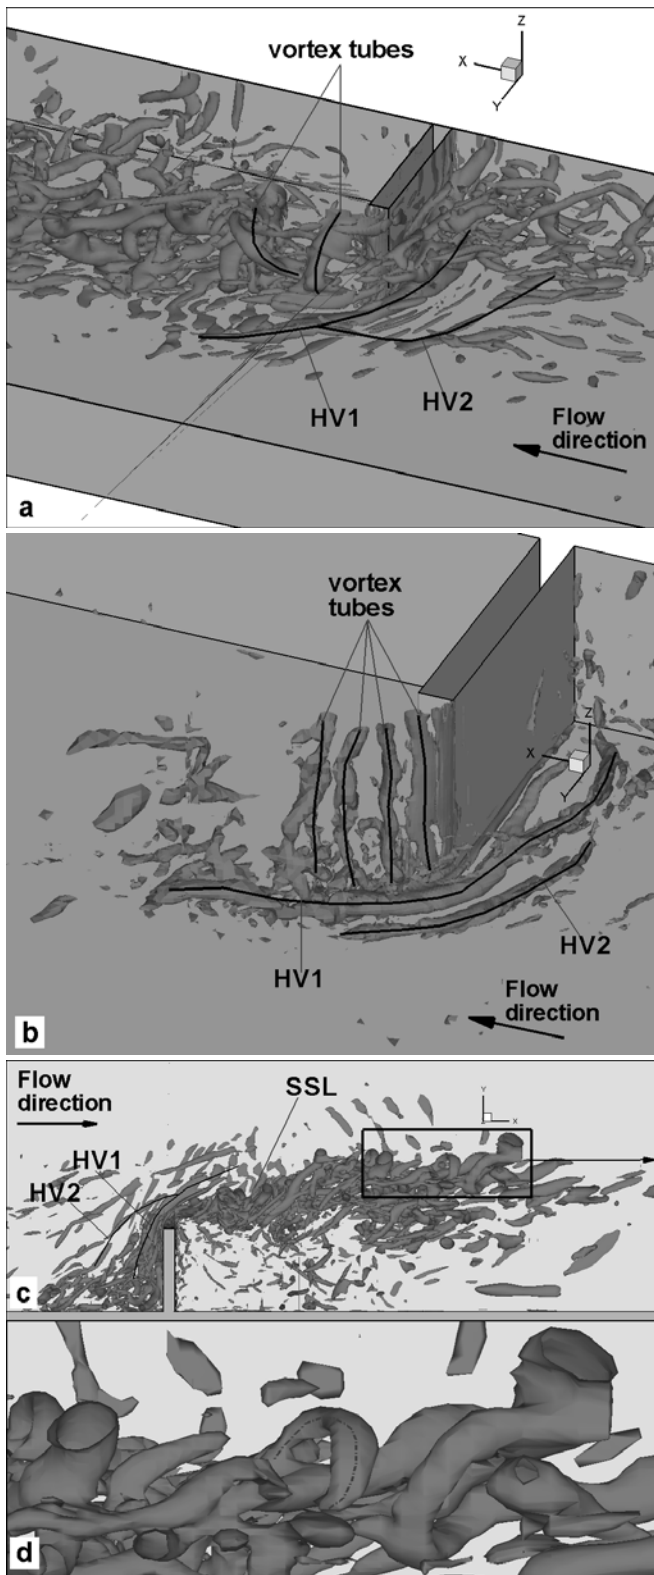 vortex tubes
Z
X
Y
HV1
HV2
Flow
direction
a
vortex
tubes
Z
X
Y
HV2
HV1
Flow
direction
b
Flow
direction
SSL
Y
X
HV1
HV2
c
d